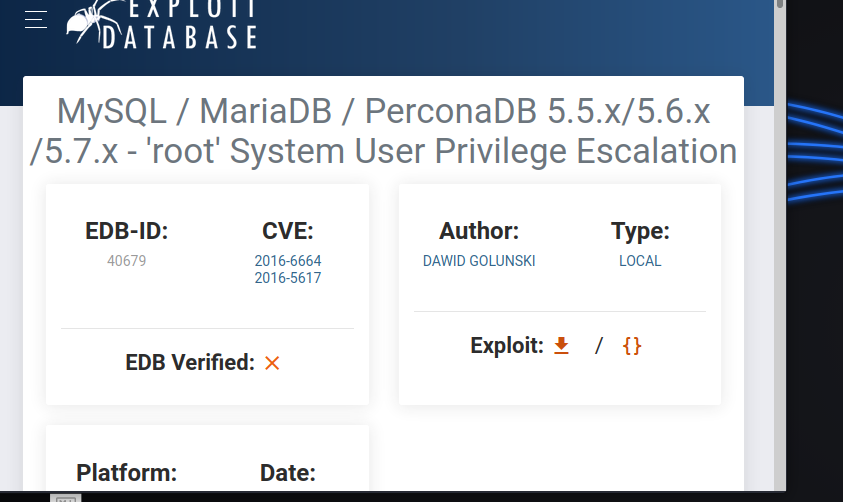 EXPLOIT
DATABASE
MySQL / MariaDB / PerconaDB 5.5.x/5.6.x
/5.7.x - 'root' System User Privilege Escalation
EDB-ID:
40679
CVE:
2016-6664
2016-5617
EDB Verified:
Author:
DAWID GOLUNSKI
Type:
LOCAL
Exploit: / {}
Platform:
Date: